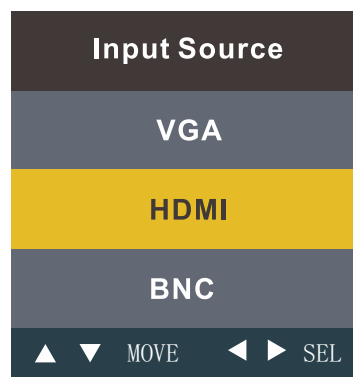 Input Source
VGA
HDMI
BNC
▲ ▼ MOVE ◀ ▶ SEL